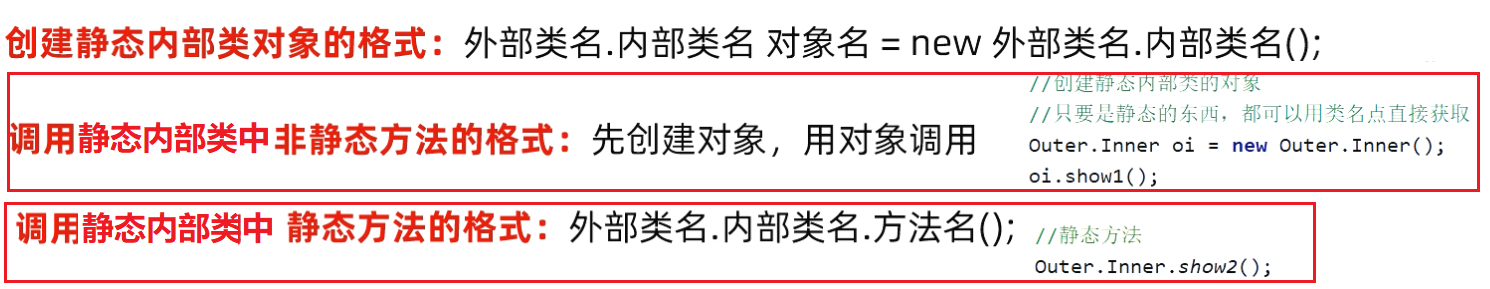 创建静态内部类对象的格式：外部类名.内部类名 对象名 = new 外部类名.内部类名();
//创建静态内部类的对象
//只要是静态的东西，都可以用类名点直接获取
调用静态内部类中非静态方法的格式：先创建对象，用对象调用
Outer.Inner oi = new Outer.Inner();
oi.show1();
调用静态内部类中 静态方法的格式：外部类名.内部类名.方法名();
//静态方法
Outer.Inner.show2();